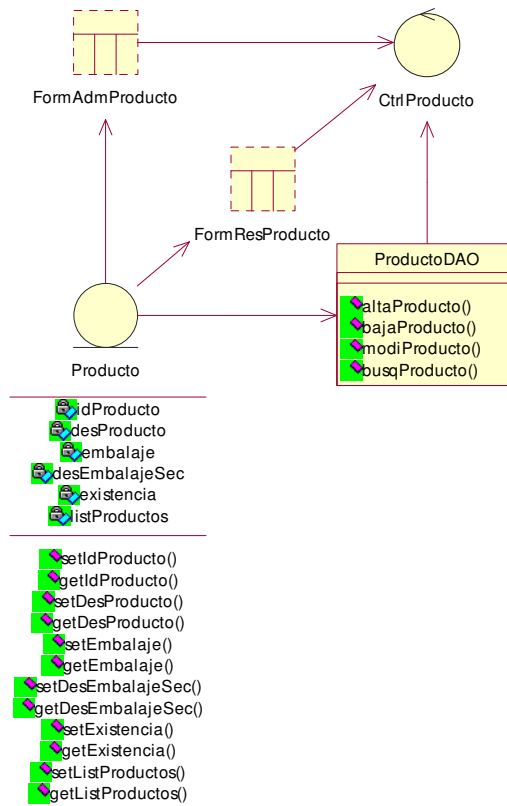 FormAdmProducto
CtrlProducto
FormResProducto
ProductoDAO
altaProducto()
bajaProducto()
modiProducto()
busqProducto()
Producto
idProducto
desProducto
embalaje
desEmbalajeSec
existencia
listProductos
setIdProducto()
getIdProducto()
setDesProducto()
getDesProducto()
setEmbalaje()
getEmbalaje()
setDesEmbalajeSec()
getDesEmbalajeSec()
setExistencia()
getExistencia()
setListProductos()
getListProductos()